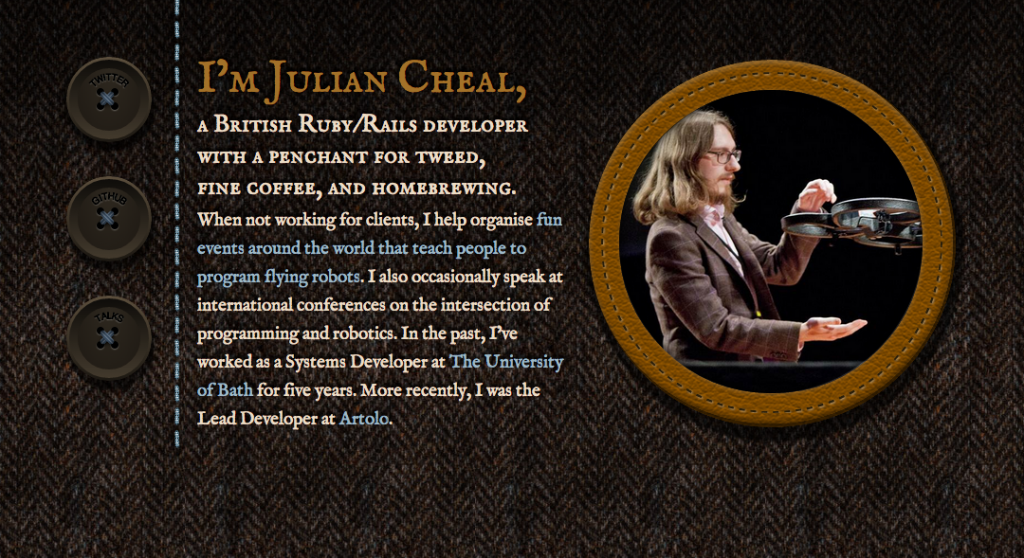 TWITTER
GITHUB
TALKS
I'm Julian Cheal,
a British Ruby/Rails developer
with a penchant for tweed,
fine coffee, and homebrewing.
When not working for clients, I help organise fun
events around the world that teach people to
program flying robots. I also occasionally speak at
international conferences on the intersection of
programming and robotics. In the past, I've
worked as a Systems Developer at The University
of Bath for five years. More recently, I was the
Lead Developer at Artolo.